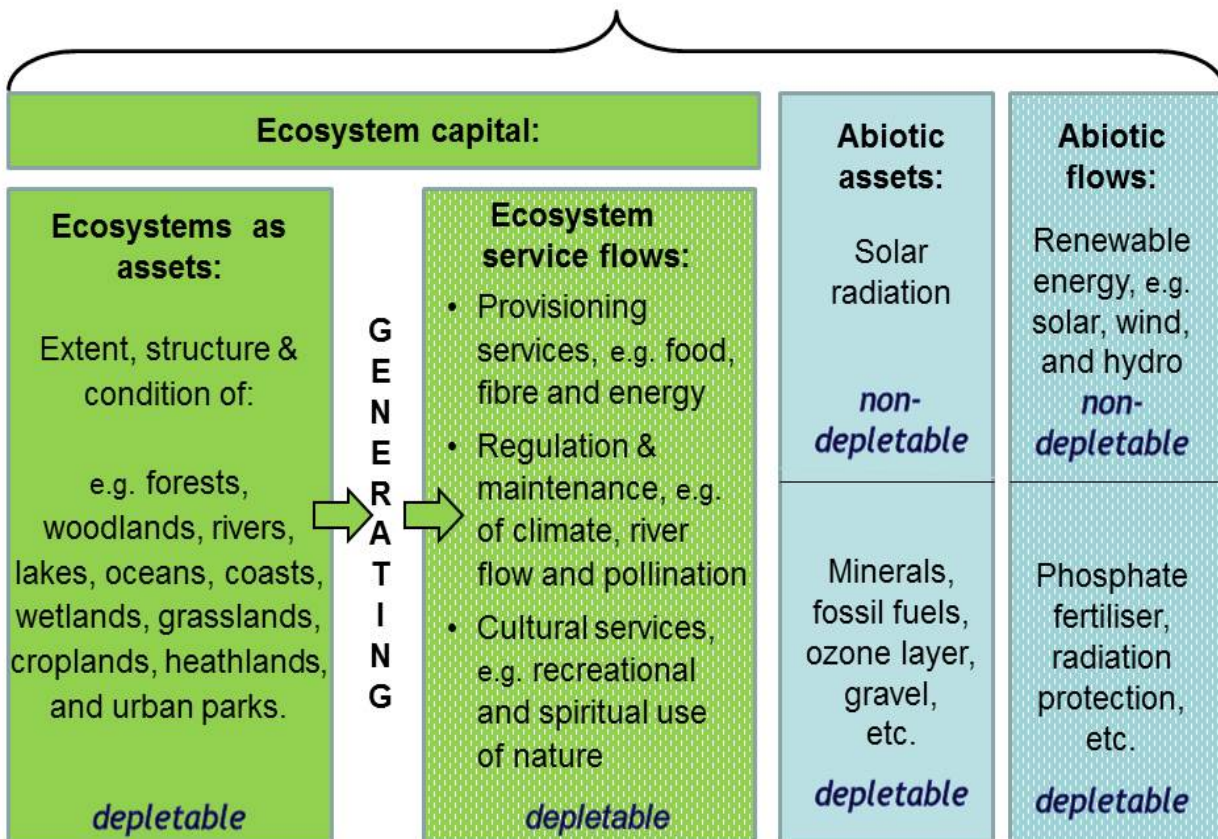 Ecosystem capital:
Ecosystems as
assets:
Extent, structure &
condition of:
e.g. forests,
woodlands, rivers,
lakes, oceans, coasts,
wetlands, grasslands,
croplands, heathlands,
and urban parks.
depletable
G
E
N
E
R
A
T
I
N
G
Ecosystem
service flows:
• Provisioning
services, e.g. food,
fibre and energy
• Regulation &
maintenance, e.g.
of climate, river
flow and pollination
• Cultural services,
e.g. recreational
and spiritual use
of nature
depletable
Abiotic
assets:
Solar
radiation
non-
depletable
Minerals,
fossil fuels,
ozone layer,
gravel,
etc.
depletable
Abiotic
flows:
Renewable
energy, e.g.
solar, wind,
and hydro
non-
depletable
Phosphate
fertiliser,
radiation
protection,
etc.
depletable